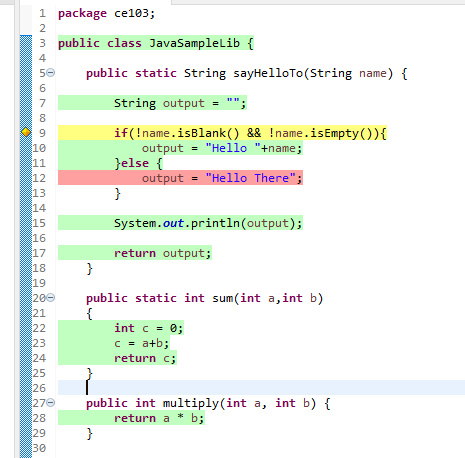 1 package ce103;
2
3 public class JavaSampleLib {
4
5 public static String sayHelloTo(String name) {
6
7 String output = "";
8
9 if(!name.isBlank() && !name.isEmpty()){
10 output = "Hello "+name;
11 }else {
12 output = "Hello There";
13 }
14
15 System.out.println(output);
16
17 return output;
18 }
19
20 public static int sum(int a,int b)
21 {
22 int c = 0;
23 c = a+b;
24 return c;
25 }
26
27 public int multiply(int a, int b) {
28 return a * b;
29 }
30